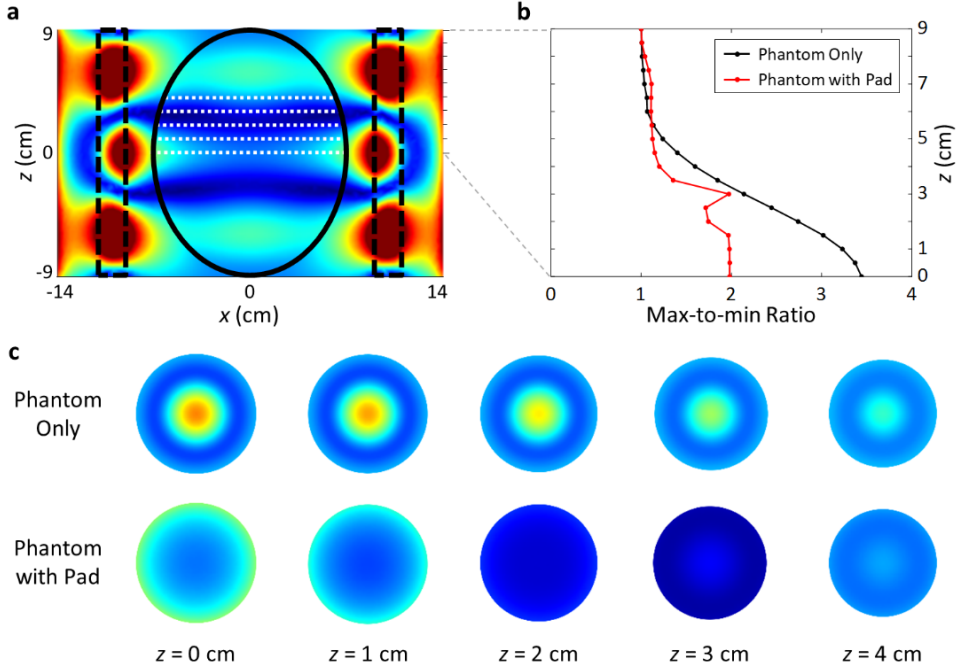 a
9
0
-9
z (cm)
-14
0
14
x (cm)
b
Phantom Only
Phantom with Pad
9
7
5
3
1
0
z (cm)
0
1
2
3
4
Max-to-min Ratio
c
Phantom
Only
Phantom
with Pad
z = 0 cm
z = 1 cm
z = 2 cm
z = 3 cm
z = 4 cm